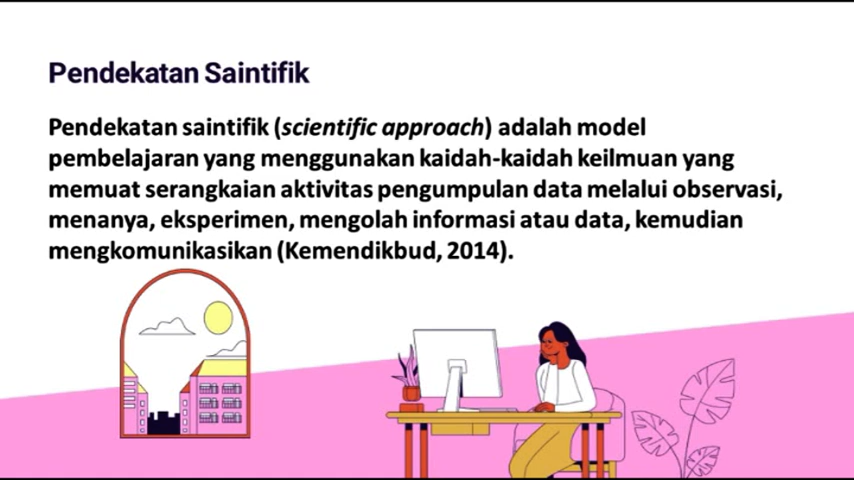 Pendekatan Saintifik
Pendekatan saintifik (scientific approach) adalah model
pembelajaran yang menggunakan kaidah-kaidah keilmuan yang
memuat serangkaian aktivitas pengumpulan data melalui observasi,
menanya, eksperimen, mengolah informasi atau data, kemudian
mengkomunikasikan (Kemendikbud, 2014).